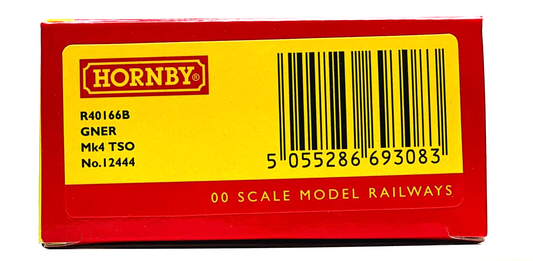 HORNBY®
R40166B
GNER
Mk4 TSO
No.12444
5 055286 693083
00 SCALE MODEL RAILWAYS